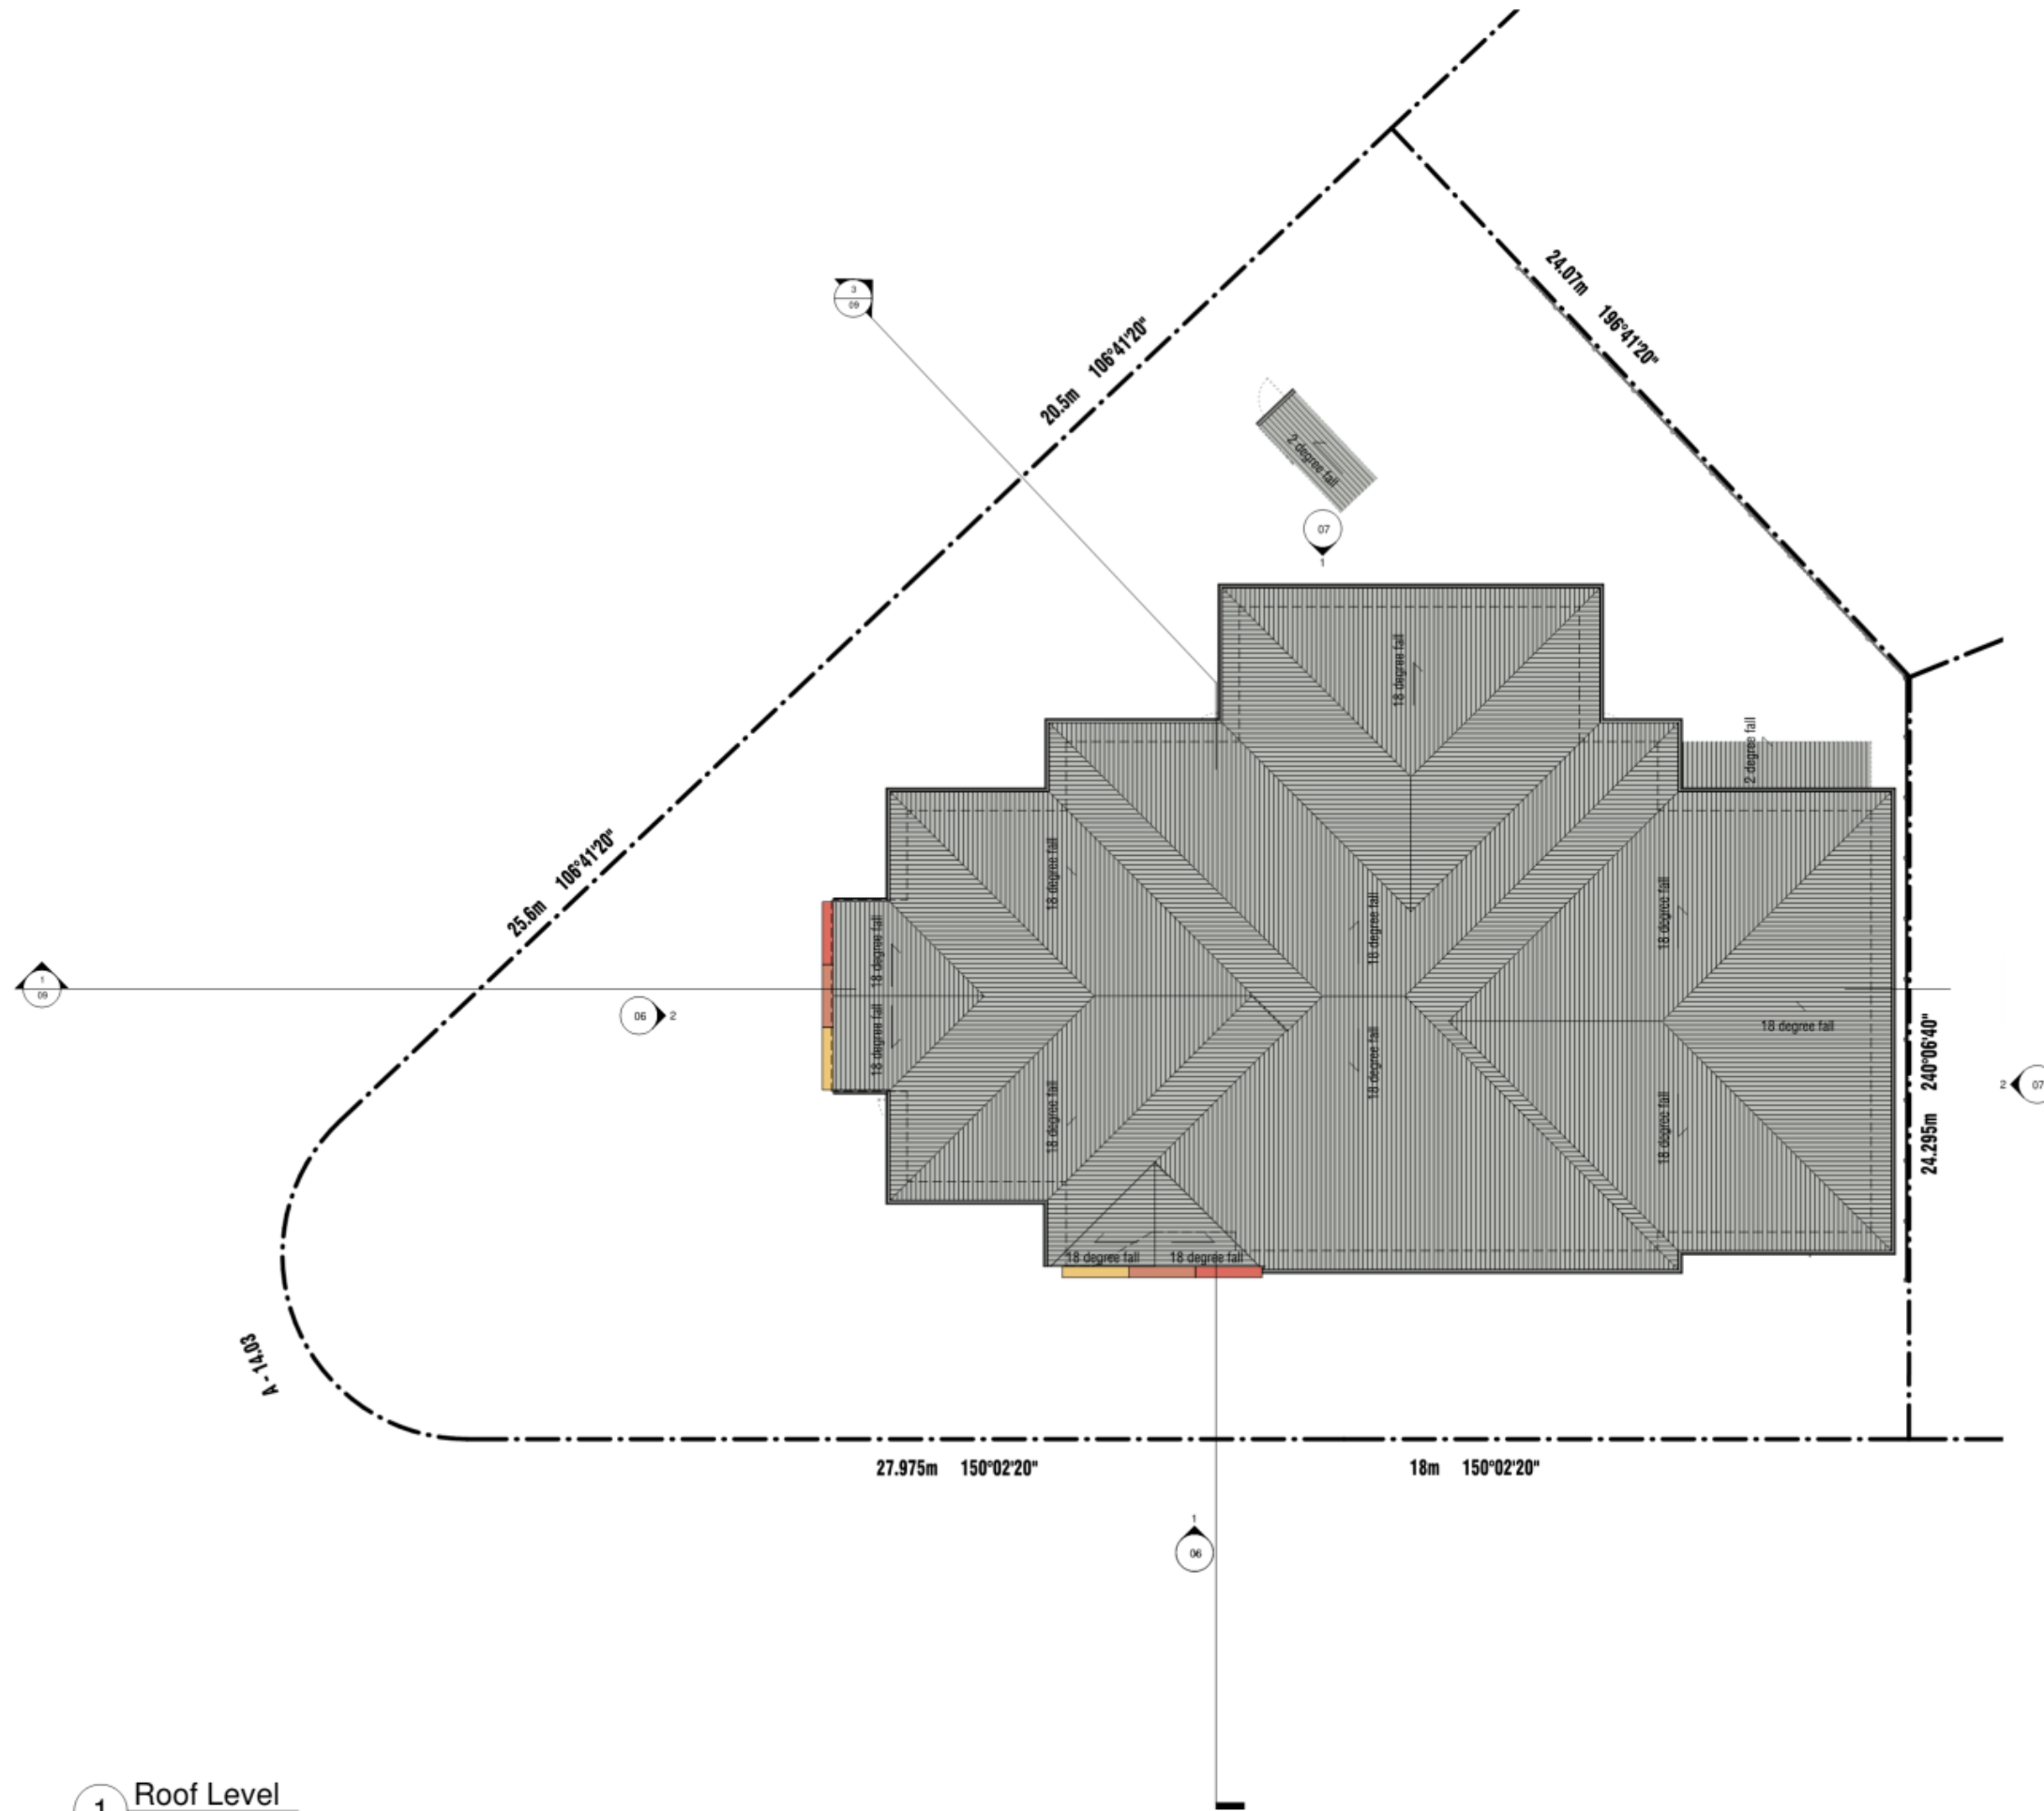 24.07m 196°41'20"
3
09
20.5m 106°41'20"
2 degree fall
07
1
18 degree fall
2 degree fall
25.6m 106°41'20"
18 degree fall
18 degree fall
18 degree fall
18 degree fall
1
09
06 2
18 degree fall
18 degree fall
18 degree fall
24.295m 240°06'40"
2 07
18 degree fall
18 degree fall
18 degree fall
18 degree fall
A - 14.03
27.975m 150°02'20"
18m 150°02'20"
1
06
1 Roof Level